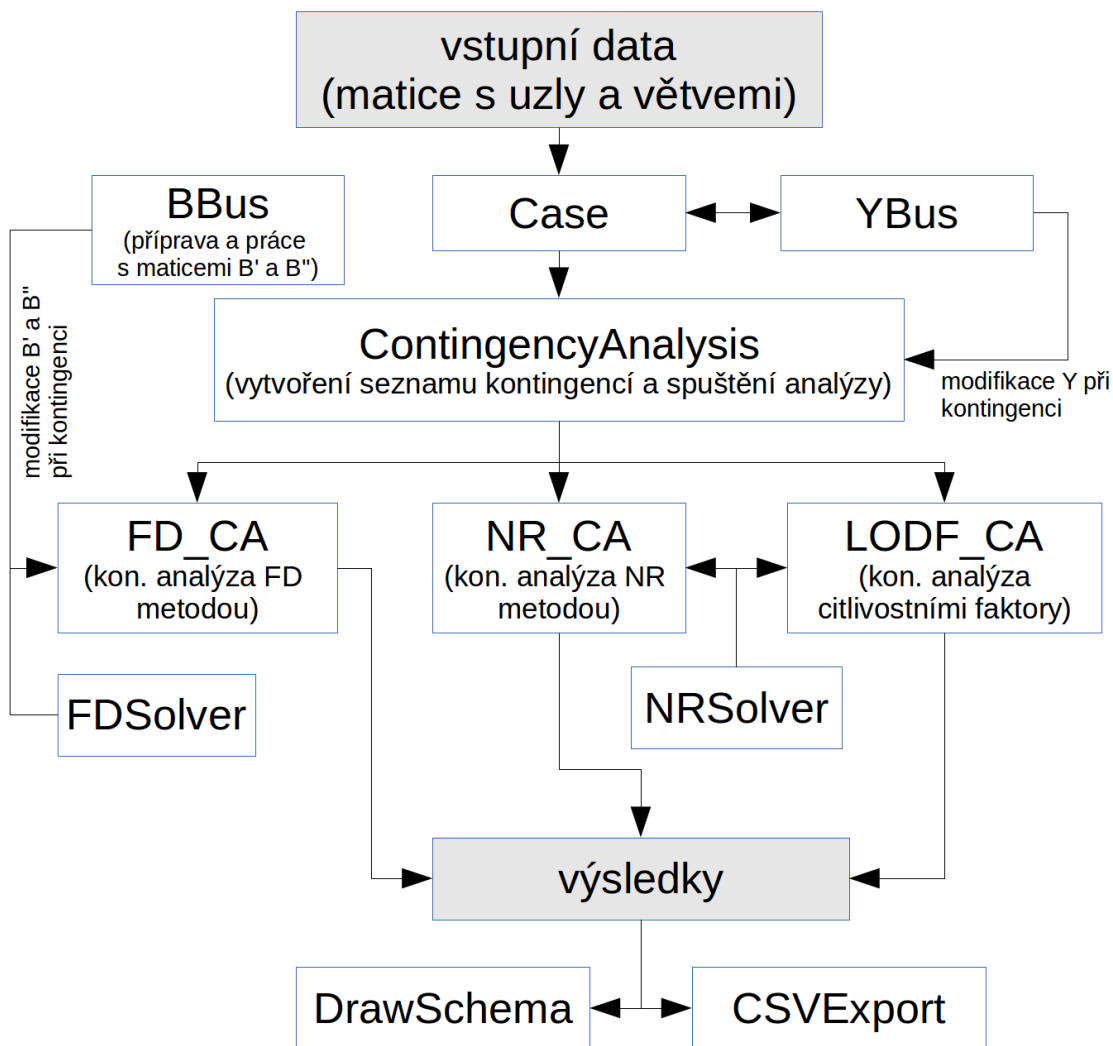 vstupní data
(matice s uzly a větvemi)
BBus
(příprava a práce
s maticemi B' a B")
Case
YBus
modifikace B' a B"
při kontingenci
ContingencyAnalysis
(vytvoření seznamu kontingencí a spuštění analýzy)
modifikace Y při
kontingenci
FD_CA
(kon. analýza FD
metodou)
NR_CA
(kon. analýza NR
metodou)
LODF_CA
(kon. analýza
citlivostními faktory)
FDSolver
NRSolver
výsledky
DrawSchema
CSVExport